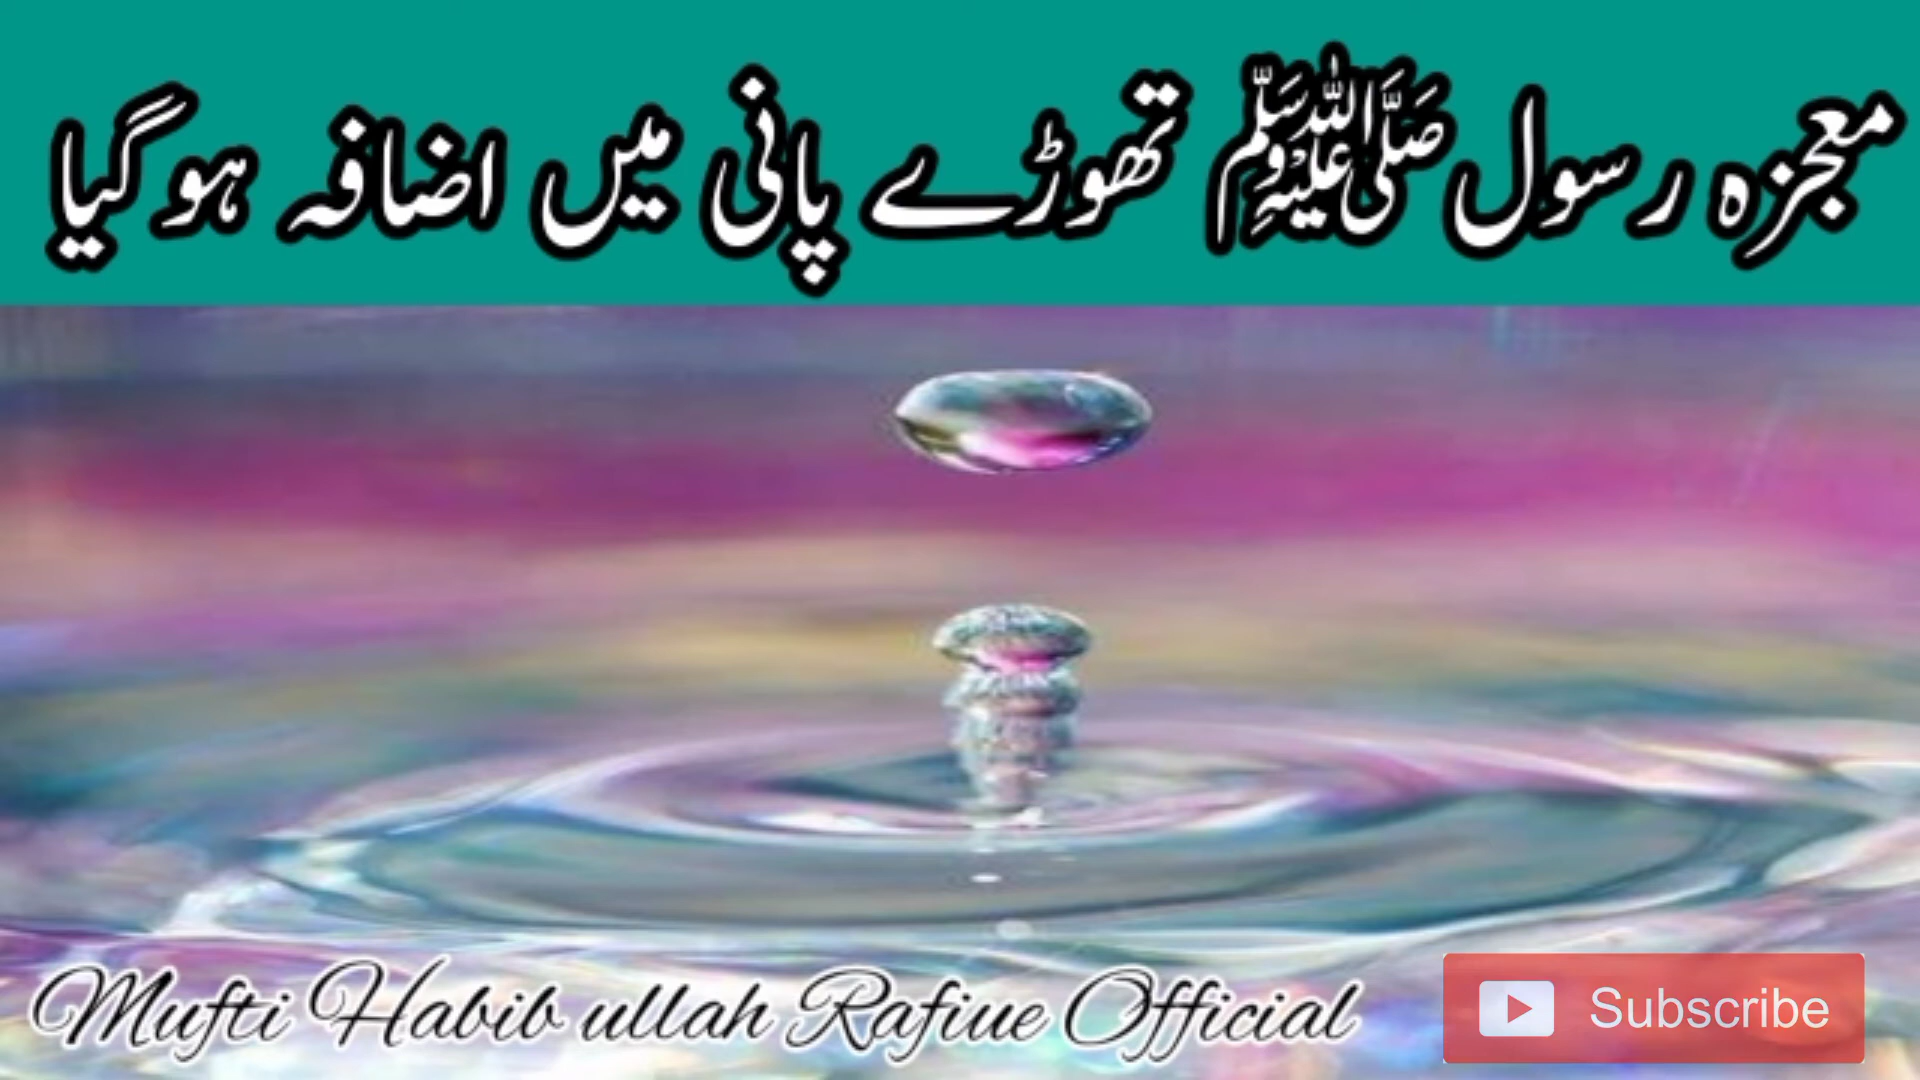 معجزہ رسول ﷺ تھوڑے پانی میں اضافہ ہوگیا
Mufti Habib ullah Rafiue Official
Subscribe